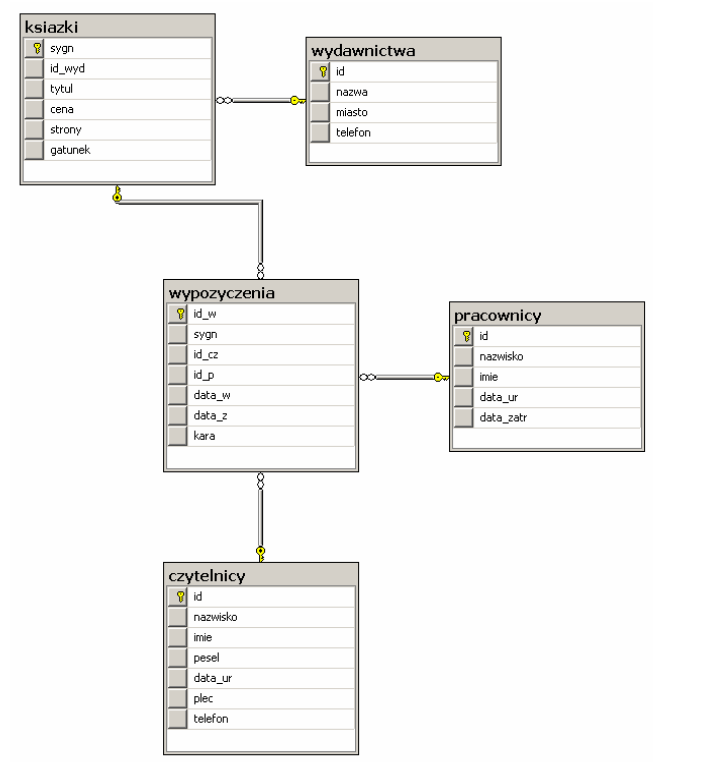 ksiazki
sygn
id_wyd
tytul
cena
strony
gatunek
wydawnictwa
id
nazwa
miasto
telefon
wypozyczenia
id_w
sygn
id_cz
id_p
data_w
data_z
kara
pracownicy
id
nazwisko
imie
data_ur
data_zatr
czytelnicy
id
nazwisko
imie
pesel
data_ur
plec
telefon